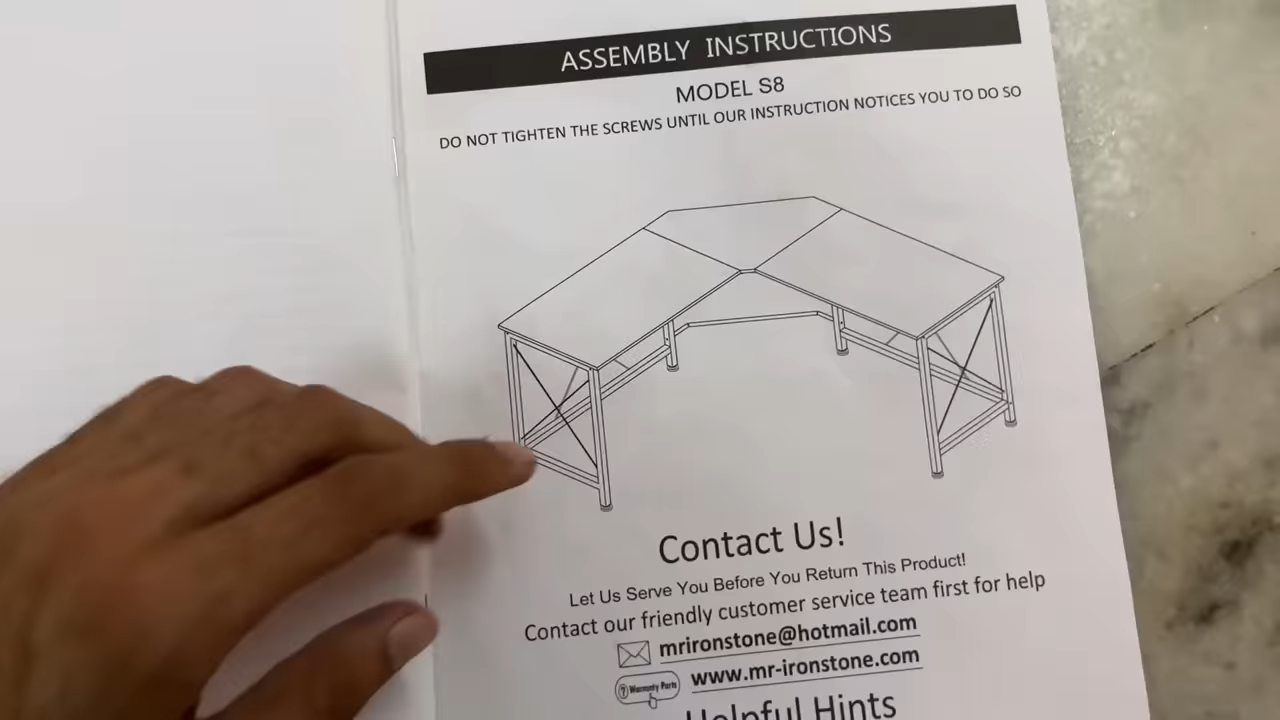 ASSEMBLY INSTRUCTIONS
MODEL S8
DO NOT TIGHTEN THE SCREWS UNTIL OUR INSTRUCTION NOTICES YOU TO DO SO
Contact Us!
Let Us Serve You Before You Return This Product!
Contact our friendly customer service team first for help
mrironstone@hotmail.com
? Warranty Parts www.mr-ironstone.com
Helpful Hints